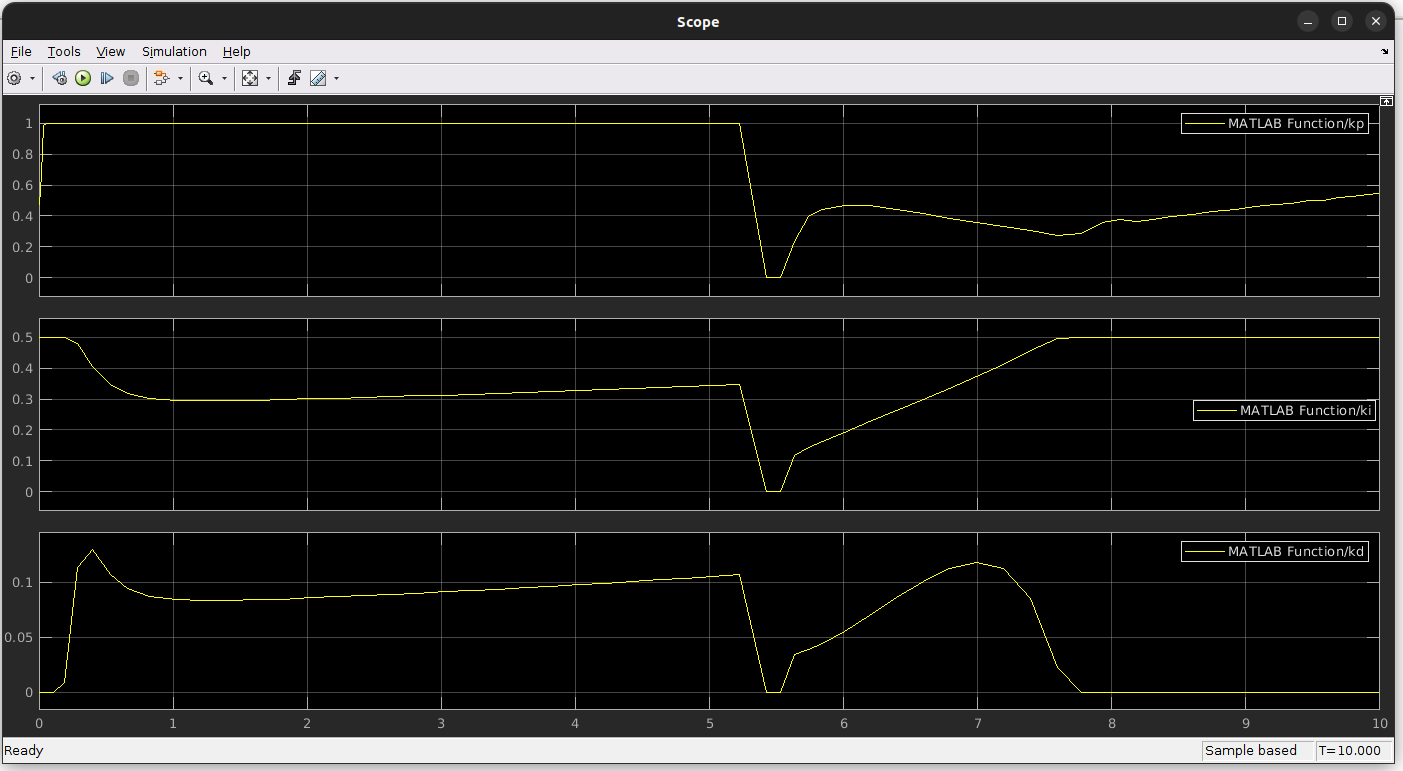 Scope
File Tools View Simulation Help
MATLAB Function/kp
1
0.8
0.6
0.4
0.2
0
MATLAB Function/ki
0.5
0.4
0.3
0.2
0.1
0
MATLAB Function/kd
0.1
0.05
0
0 1 2 3 4 5 6 7 8 9 10
Ready Sample based T=10.000